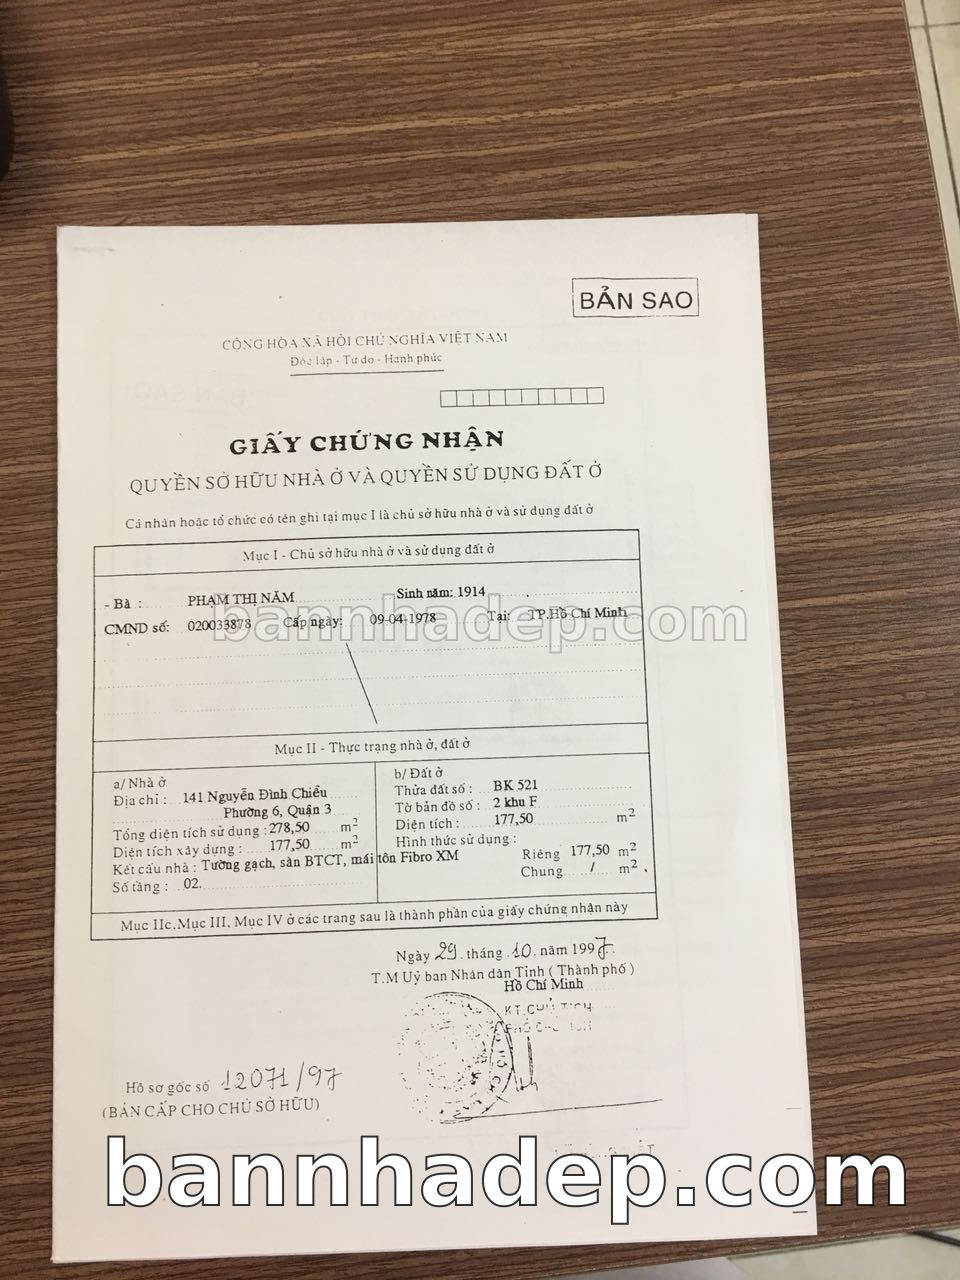 BẢN SAO
CỘNG HÒA XÃ HỘI CHỦ NGHĨA VIỆT NAM
Độc lập - Tự do - Hạnh phúc
GIẤY CHỨNG NHẬN
QUYỀN SỞ HỮU NHÀ Ở VÀ QUYỀN SỬ DỤNG ĐẤT Ở
Cá nhân hoặc tổ chức có tên ghi tại mục I là chủ sở hữu nhà ở và sử dụng đất ở
Mục I - Chủ sở hữu nhà ở và sử dụng đất ở
- Bà : PHẠM THỊ NĂM Sinh năm: 1914
CMND số: 020033878 Cấp ngày: 09-04-1978 Tại: TP.Hồ Chí Minh
bannhadep.com
Mục II - Thực trạng nhà ở, đất ở
a/ Nhà ở
Địa chỉ : 141 Nguyễn Đình Chiểu
Phường 6, Quận 3
Tổng diện tích sử dụng : 278,50 m2
Diện tích xây dựng : 177,50 m2
Kết cấu nhà : Tường gạch, sàn BTCT, mái tôn Fibro XM
Số tầng : 02.
b/ Đất ở
Thửa đất số : BK 521
Tờ bản đồ số : 2 khu F
Diện tích : 177,50 m2
Hình thức sử dụng :
Riêng 177,50 m2
Chung / m2 .
Mục IIc, Mục III, Mục IV ở các trang sau là thành phần của giấy chứng nhận này
Ngày 29 tháng 10 năm 1997
T.M Uỷ ban Nhân dân Tỉnh ( Thành phố )
Hồ Chí Minh
KT.CHỦ TỊCH
PHÓ CHỦ TỊCH
Hồ sơ gốc số 12071/97
(BẢN CẤP CHO CHỦ SỞ HỮU)
bannhadep.com